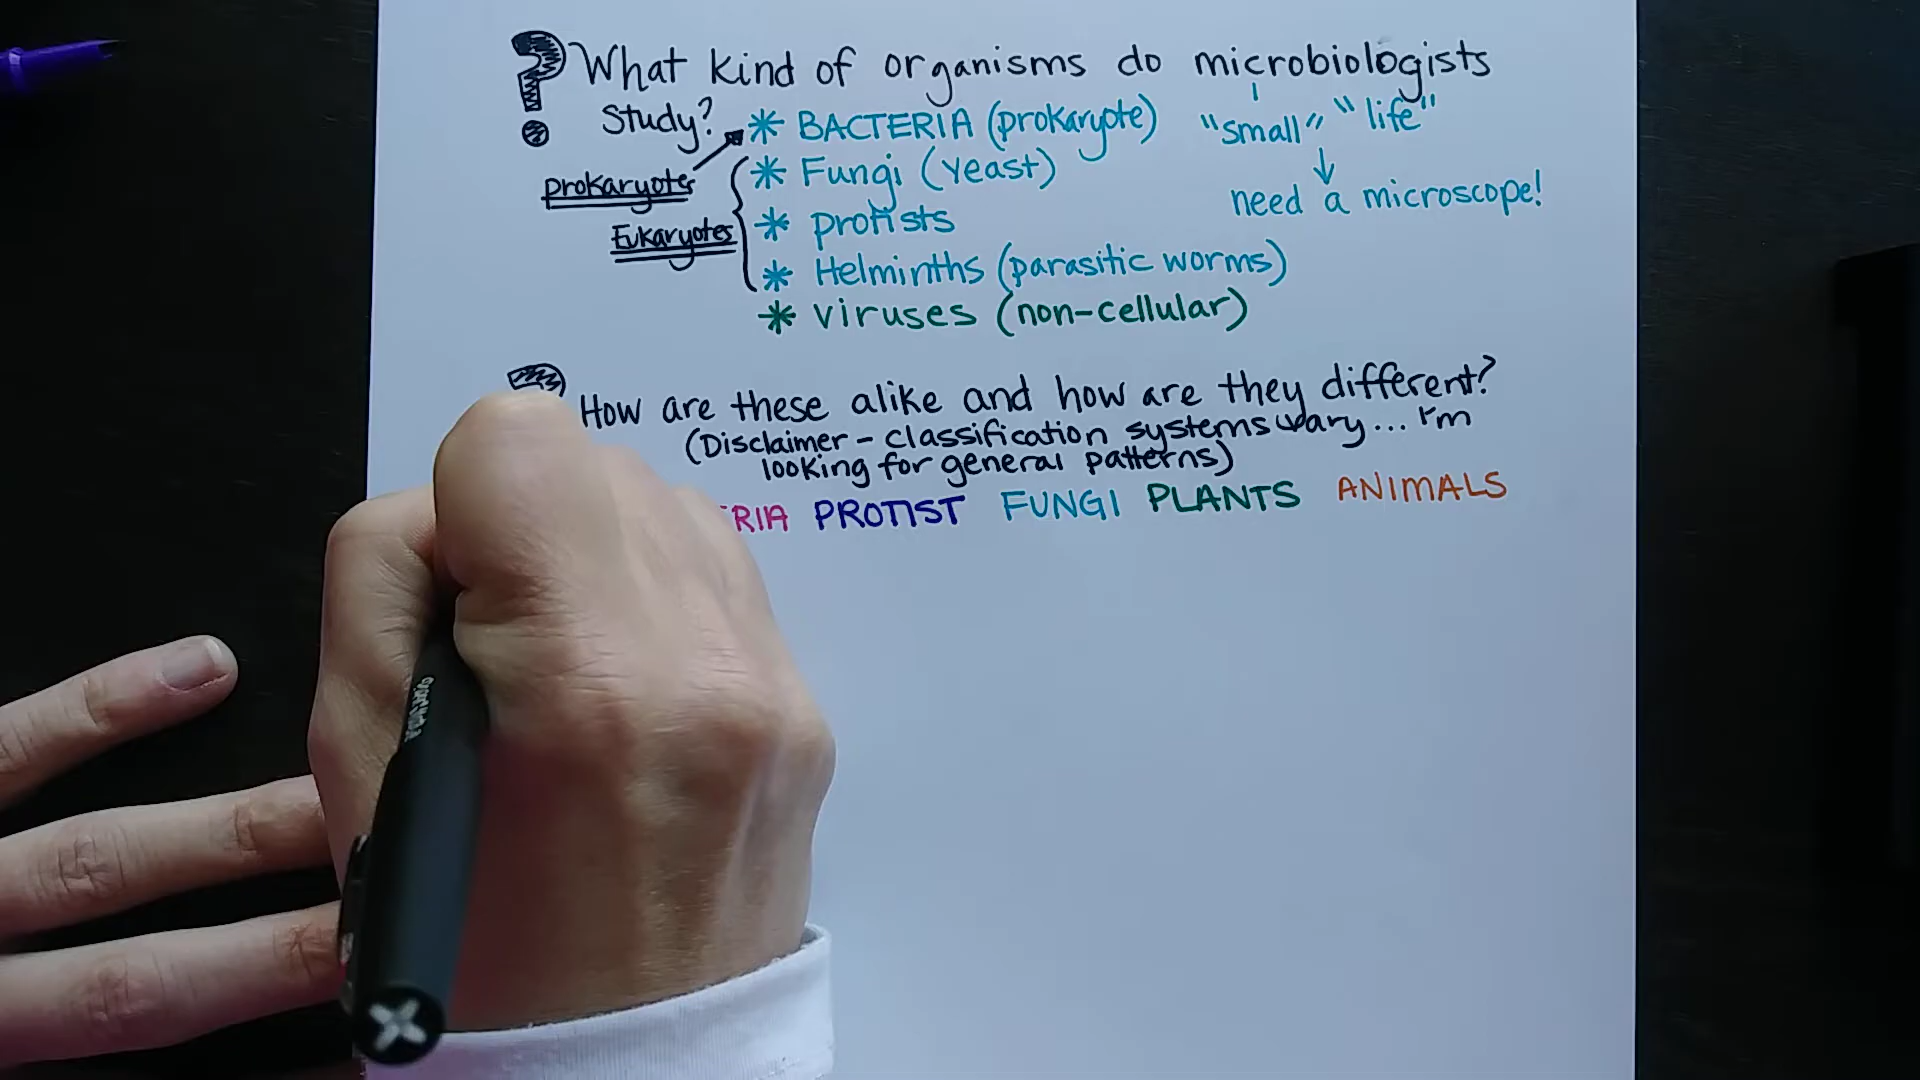 What kind of organisms do microbiologists
Study? * BACTERIA (prokaryote) "small" "life"
prokaryotes * Fungi (yeast) need a microscope!
Eukaryotes * protists
* Helminths (parasitic worms)
* viruses (non-cellular)
How are these alike and how are they different?
(Disclaimer - classification systems vary... I'm
looking for general patterns)
RIA PROTIST FUNGI PLANTS ANIMALS